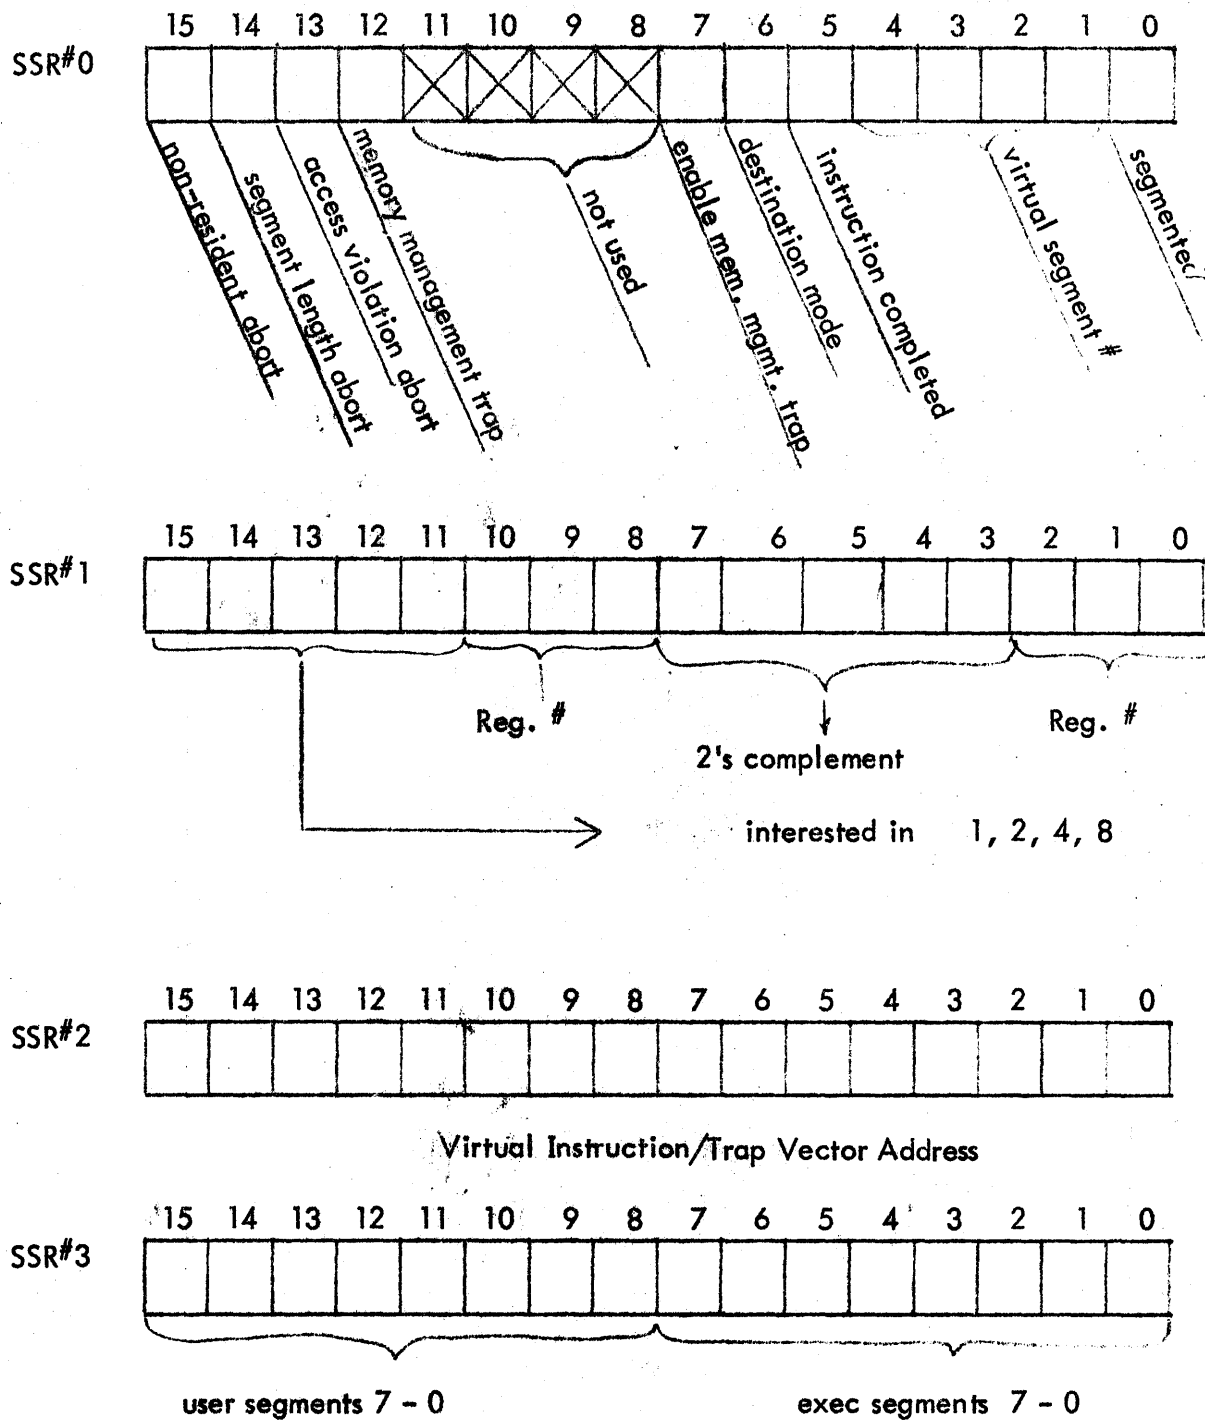 15 14 13 12 11 10 9 8 7 6 5 4 3 2 1 0
SSR#0
non-resident abort
segment length abort
access violation abort
memory management trap
not used
enable mem. mgmt. trap
destination mode
instruction completed
virtual segment #
segmented
15 14 13 12 11 10 9 8 7 6 5 4 3 2 1 0
SSR#1
Reg. #
Reg. #
2's complement
interested in 1, 2, 4, 8
15 14 13 12 11 10 9 8 7 6 5 4 3 2 1 0
SSR#2
Virtual Instruction/Trap Vector Address
15 14 13 12 11 10 9 8 7 6 5 4 3 2 1 0
SSR#3
user segments 7 - 0
exec segments 7 - 0